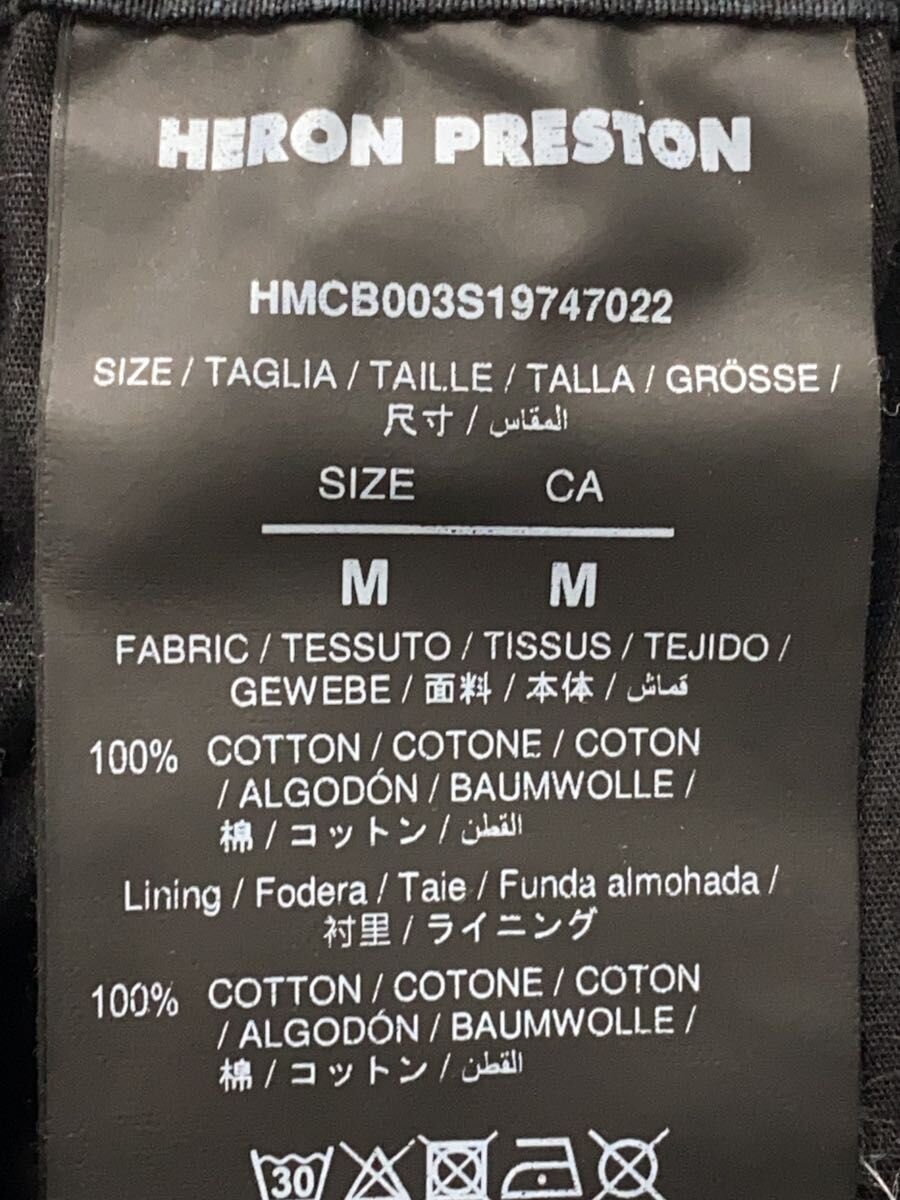 HERON PRESTON
HMCB003S19747022
SIZE / TAGLIA / TAILLE / TALLA / GRÖSSE /
尺寸 / المقاس
SIZE CA
M M
FABRIC / TESSUTO / TISSUS / TEJIDO /
GEWEBE / 面料 / 本体 / قماش
100% COTTON / COTONE / COTON
/ ALGODÓN / BAUMWOLLE /
棉 / コットン / القطن
Lining / Fodera / Taie / Funda almohada /
衬里 / ライニング
100% COTTON / COTONE / COTON
/ ALGODÓN / BAUMWOLLE /
棉 / コットン / القطن
30